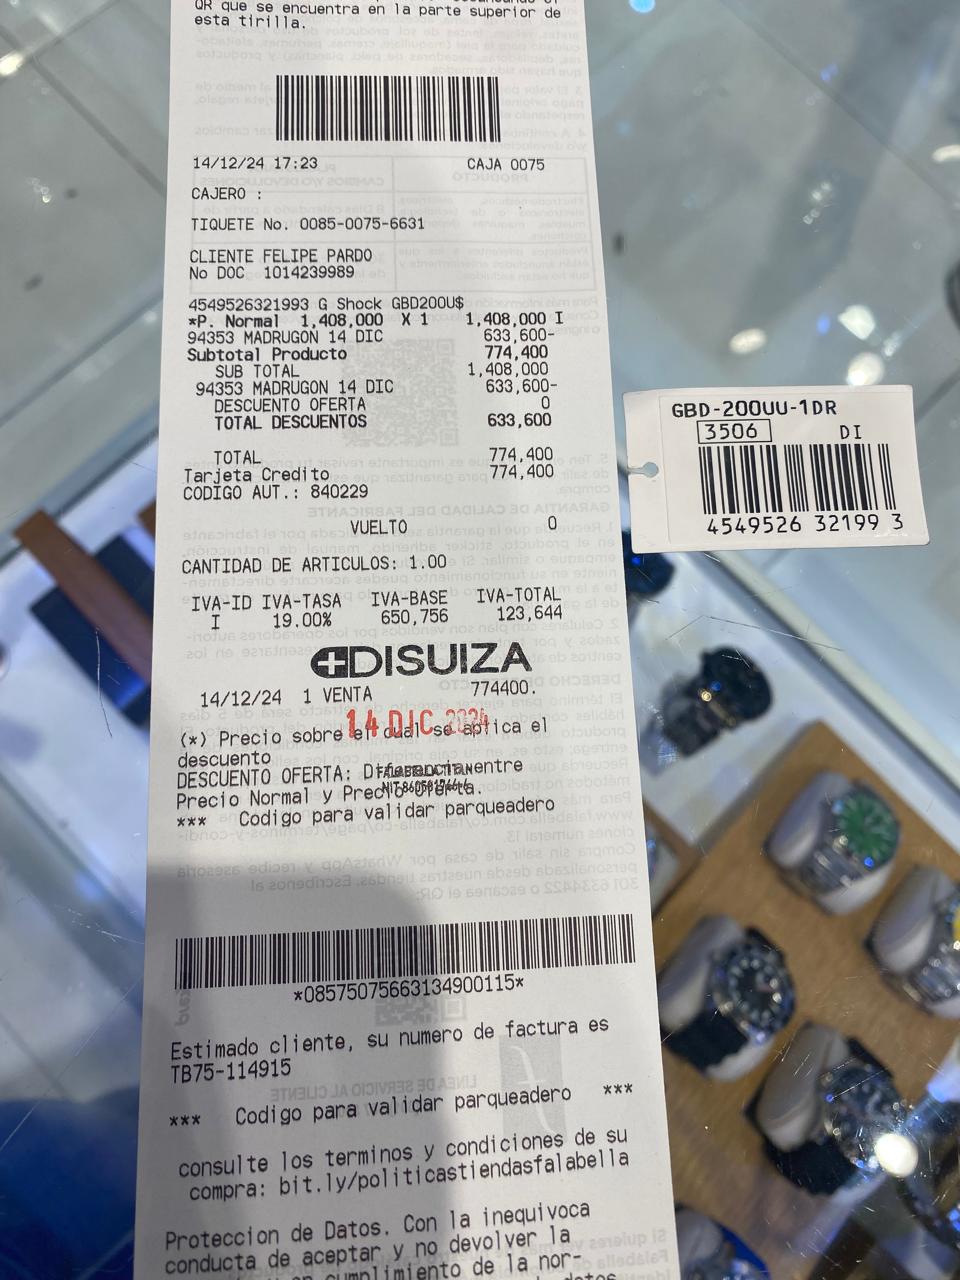 QR que se encuentra en la parte superior de
esta tirilla.
14/12/24 17:23 CAJA 0075
CAJERO :
TIQUETE No. 0085-0075-6631
CLIENTE FELIPE PARDO
No DOC 1014239989
4549526321993 G Shock GBD200U$
*P. Normal 1,408,000 X 1 1,408,000 I
94353 MADRUGON 14 DIC 633,600-
Subtotal Producto 774,400
SUB TOTAL 1,408,000
94353 MADRUGON 14 DIC 633,600-
DESCUENTO OFERTA 0
TOTAL DESCUENTOS 633,600
TOTAL 774,400
Tarjeta Credito 774,400
CODIGO AUT.: 840229
VUELTO 0
CANTIDAD DE ARTICULOS: 1.00
IVA-ID IVA-TASA IVA-BASE IVA-TOTAL
I 19.00% 650,756 123,644
DISUIZA
14/12/24 1 VENTA 774400.
14 DIC 2024
(*) Precio sobre el cual se aplica el
descuento
DESCUENTO OFERTA: Diferencia entre
Precio Normal y Precio Oferta.
*** Codigo para validar parqueadero
*08575075663134900115*
Estimado cliente, su numero de factura es
TB75-114915
*** Codigo para validar parqueadero ***
consulte los terminos y condiciones de su
compra: bit.ly/politicastiendasfalabella
Proteccion de Datos. Con la inequivoca
conducta de aceptar y no devolver la
cumplimiento de la nor-
GBD-200UU-1DR
3506 DI
4549526 32199 3